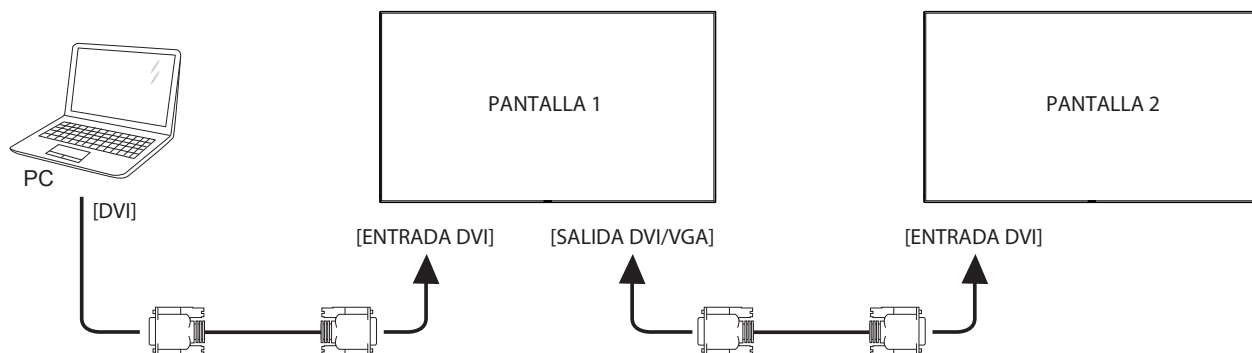 PANTALLA 1
PANTALLA 2
PC
[DVI]
[ENTRADA DVI]
[SALIDA DVI/VGA]
[ENTRADA DVI]